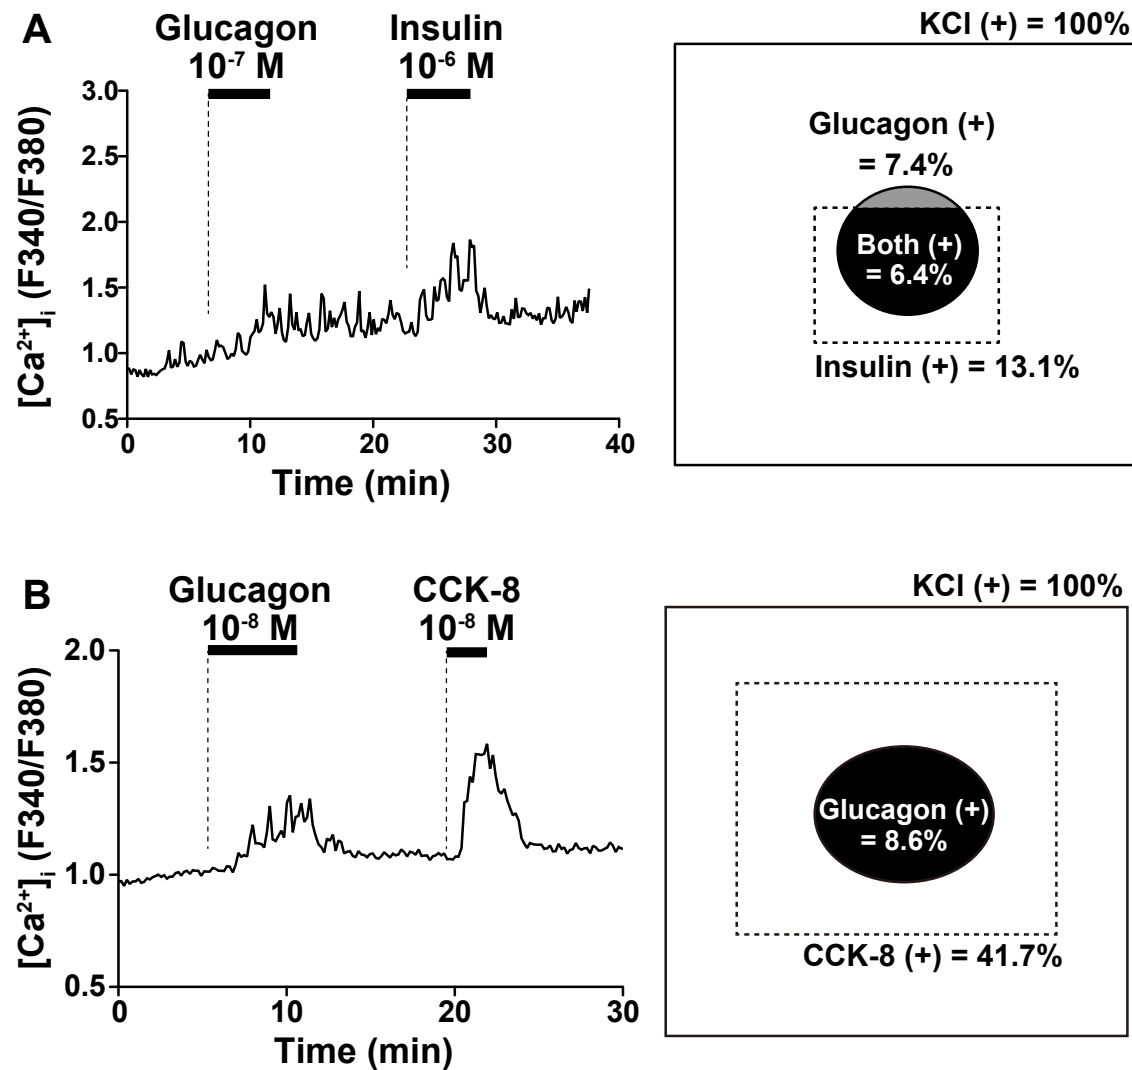 A
Glucagon
10⁻⁷ M
Insulin
10⁻⁶ M
[Ca²⁺]ᵢ (F340/F380)
3.0
2.5
2.0
1.5
1.0
0.5
0 10 20 30 40
Time (min)
KCl (+) = 100%
Glucagon (+)
= 7.4%
Both (+)
= 6.4%
Insulin (+) = 13.1%
B
Glucagon
10⁻⁸ M
CCK-8
10⁻⁸ M
[Ca²⁺]ᵢ (F340/F380)
2.0
1.5
1.0
0.5
0 10 20 30
Time (min)
KCl (+) = 100%
Glucagon (+)
= 8.6%
CCK-8 (+) = 41.7%